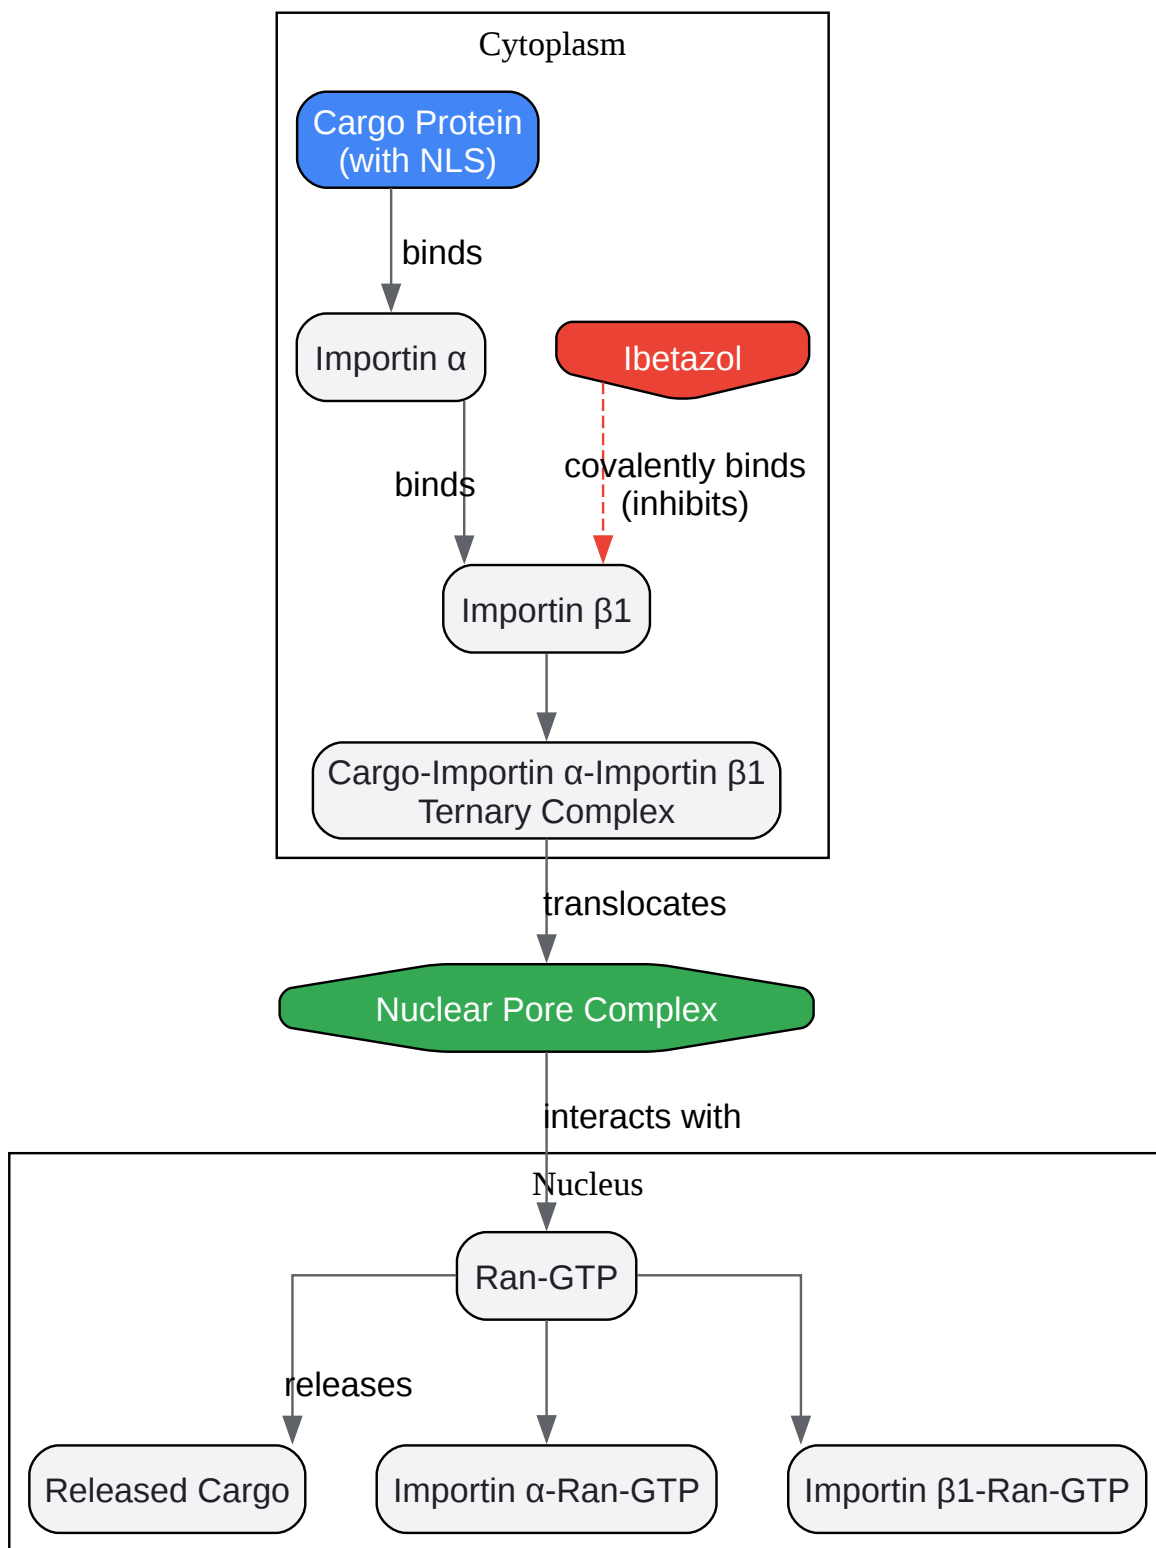 Cytoplasm
Cargo Protein
(with NLS)
binds
Importin α
Ibetazol
binds
covalently binds
(inhibits)
Importin β1
Cargo-Importin α-Importin β1
Ternary Complex
translocates
Nuclear Pore Complex
interacts with
Nucleus
Ran-GTP
releases
Released Cargo
Importin α-Ran-GTP
Importin β1-Ran-GTP